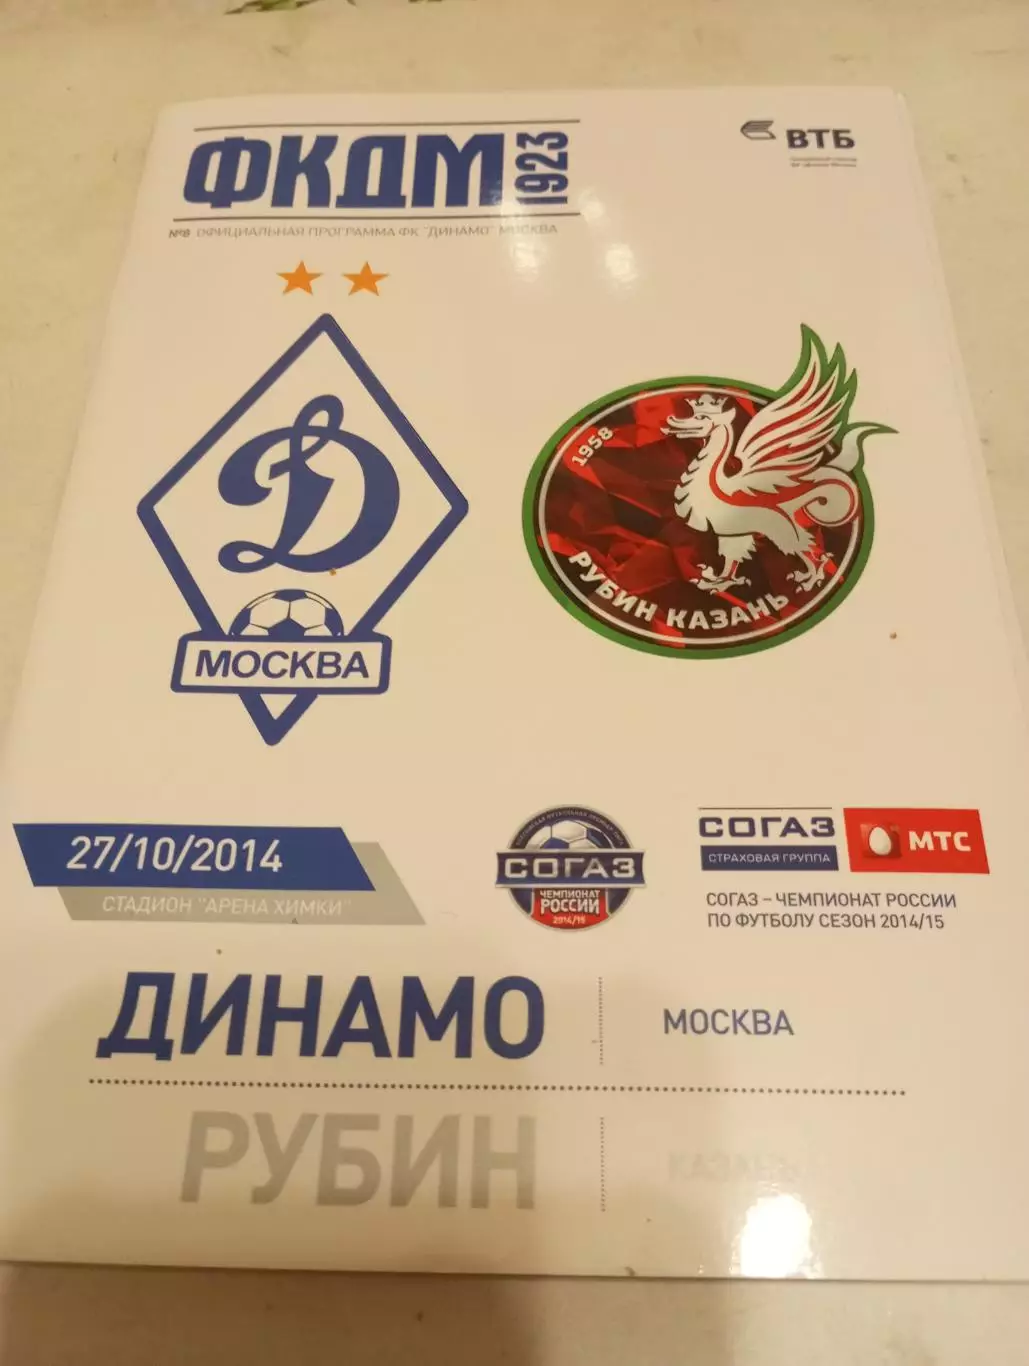 ФКДМ 1923
ВТБ
№8 ОФИЦИАЛЬНАЯ ПРОГРАММА ФК "ДИНАМО" МОСКВА
Д
МОСКВА
1958
РУБИН КАЗАНЬ
27/10/2014
СТАДИОН "АРЕНА ХИМКИ"
СОГАЗ
ЧЕМПИОНАТ
РОССИИ
2014/15
СОГАЗ
СТРАХОВАЯ ГРУППА
МТС
СОГАЗ – ЧЕМПИОНАТ РОССИИ
ПО ФУТБОЛУ СЕЗОН 2014/15
ДИНАМО МОСКВА
РУБИН КАЗАНЬ